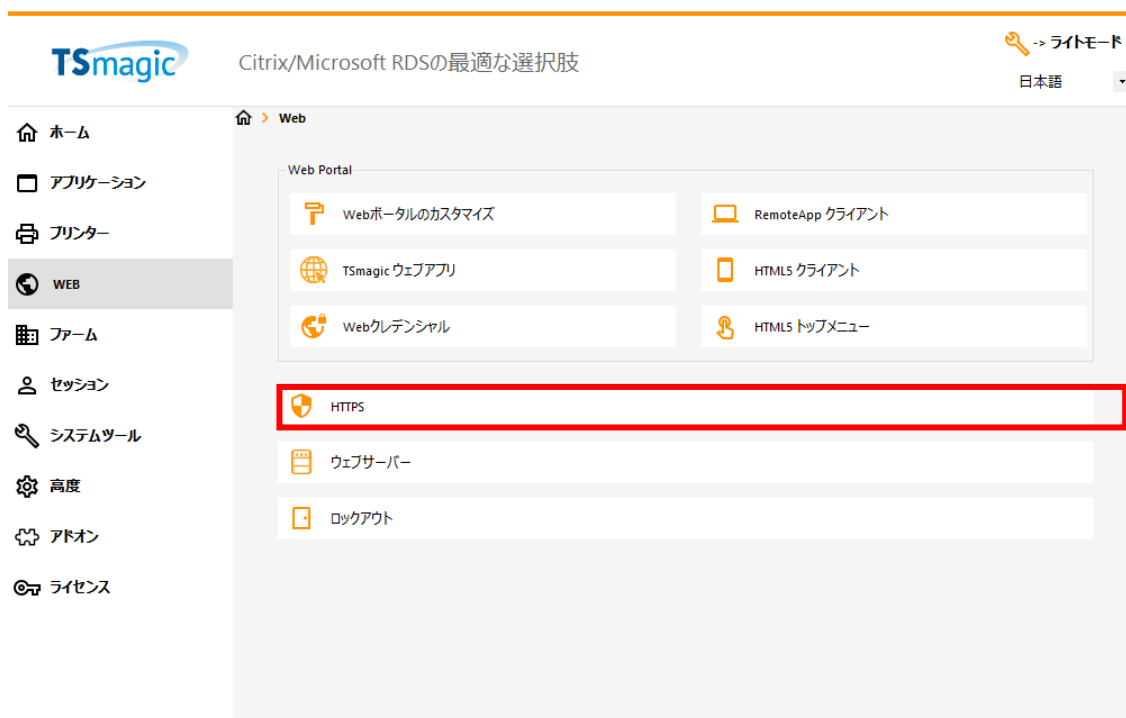 TSmagic
Citrix/Microsoft RDSの最適な選択肢
-> ライトモード
日本語
ホーム
アプリケーション
プリンター
WEB
ファーム
セッション
システムツール
高度
アドオン
ライセンス
Web
Web Portal
Webポータルのカスタマイズ
RemoteApp クライアント
TSmagic ウェブアプリ
HTML5 クライアント
Webクレデンシャル
HTML5 トップメニュー
HTTPS
ウェブサーバー
ロックアウト